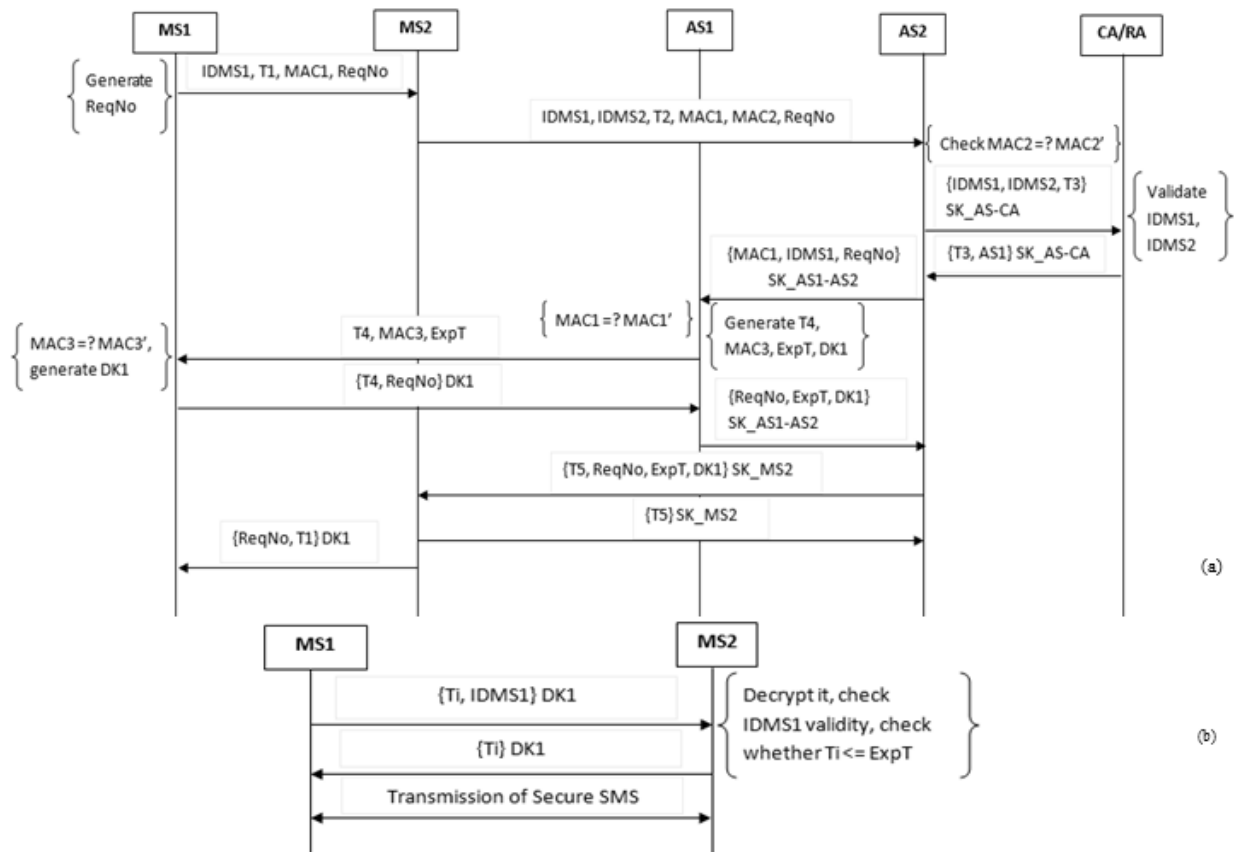 MS1
MS2
AS1
AS2
CA/RA
Generate
ReqNo
IDMS1, T1, MAC1, ReqNo
IDMS1, IDMS2, T2, MAC1, MAC2, ReqNo
Check MAC2 =? MAC2’
{IDMS1, IDMS2, T3}
SK_AS-CA
Validate
IDMS1,
IDMS2
{T3, AS1} SK_AS-CA
{MAC1, IDMS1, ReqNo}
SK_AS1-AS2
MAC1 =? MAC1’
Generate T4,
MAC3, ExpT, DK1
T4, MAC3, ExpT
MAC3 =? MAC3’,
generate DK1
{T4, ReqNo} DK1
{ReqNo, ExpT, DK1}
SK_AS1-AS2
{T5, ReqNo, ExpT, DK1} SK_MS2
{T5} SK_MS2
{ReqNo, T1} DK1
(a)
MS1
MS2
{Ti, IDMS1} DK1
Decrypt it, check
IDMS1 validity, check
whether Ti <= ExpT
{Ti} DK1
Transmission of Secure SMS
(b)